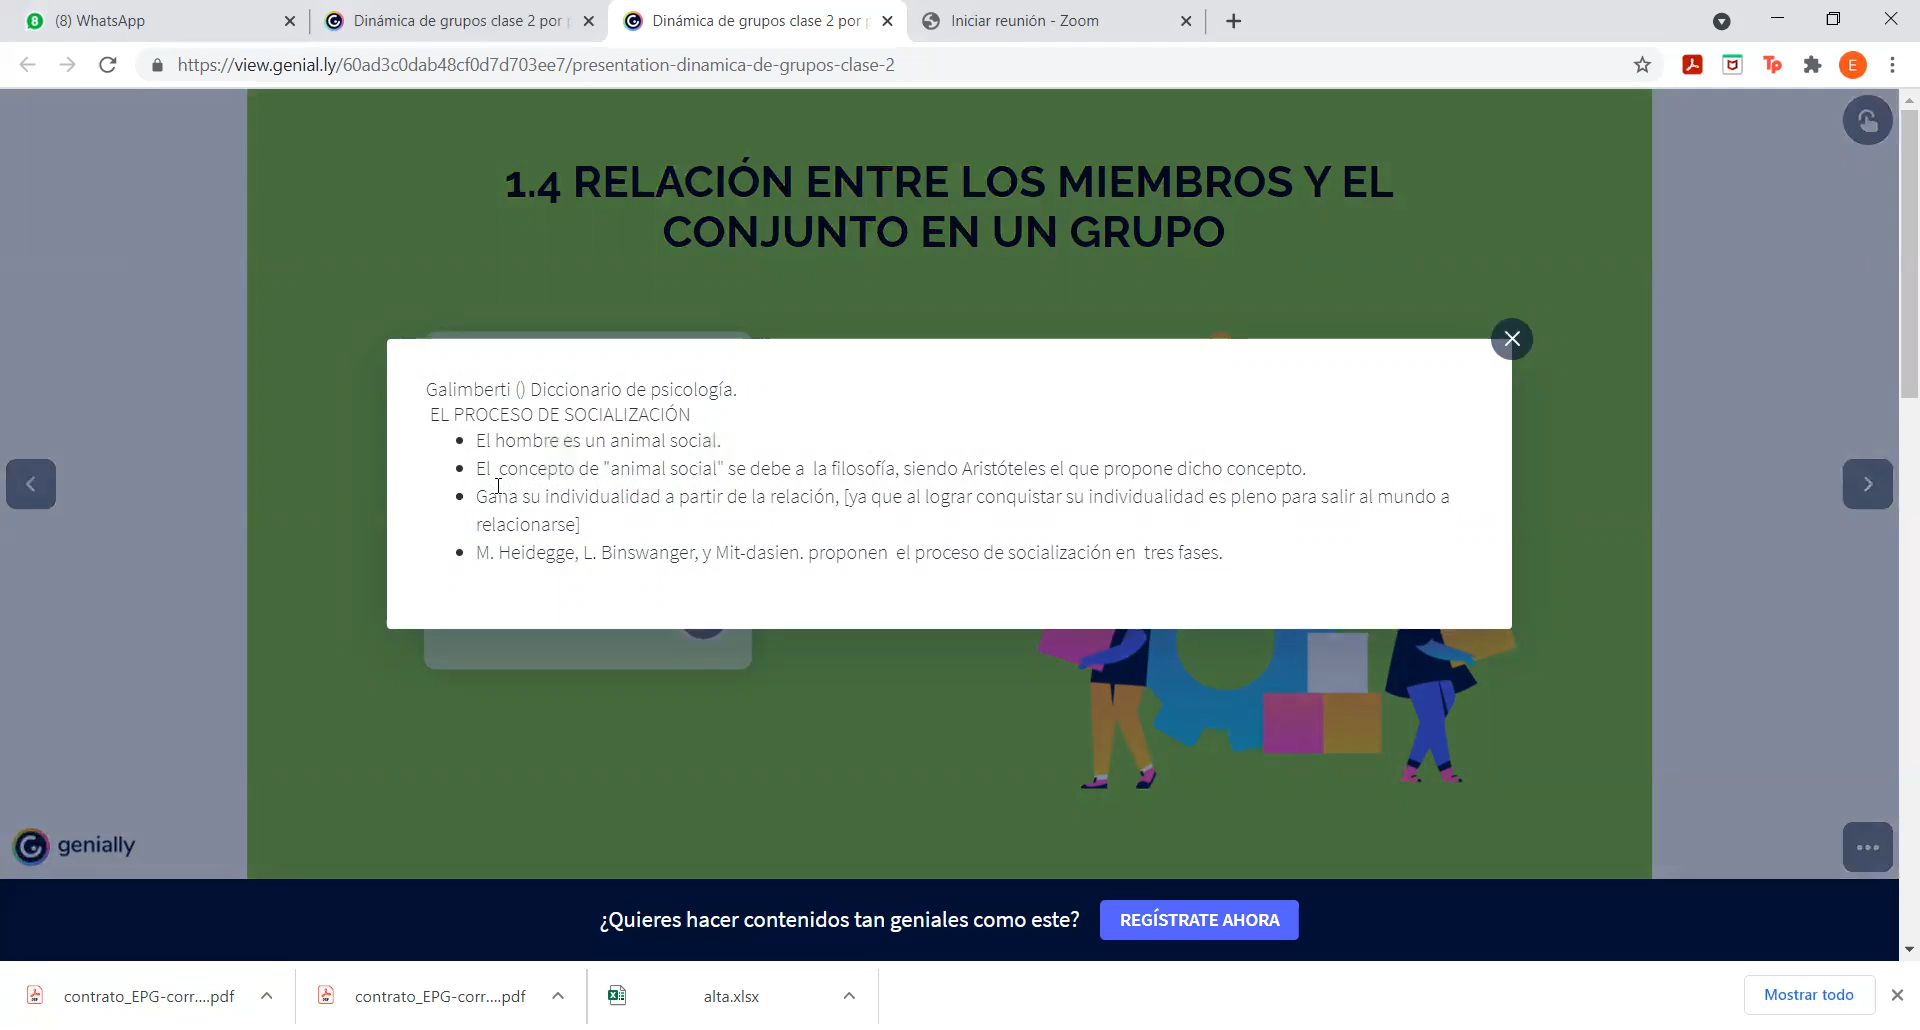 (8) WhatsApp
Dinámica de grupos clase 2 por p
Dinámica de grupos clase 2 por p
Iniciar reunión - Zoom
https://view.genial.ly/60ad3c0dab48cf0d7d703ee7/presentation-dinamica-de-grupos-clase-2
Tp
E
1.4 RELACIÓN ENTRE LOS MIEMBROS Y EL
CONJUNTO EN UN GRUPO
Galimberti () Diccionario de psicología.
EL PROCESO DE SOCIALIZACIÓN
El hombre es un animal social.
El concepto de "animal social" se debe a la filosofía, siendo Aristóteles el que propone dicho concepto.
Gana su individualidad a partir de la relación, [ya que al lograr conquistar su individualidad es pleno para salir al mundo a
relacionarse]
M. Heidegge, L. Binswanger, y Mit-dasien. proponen el proceso de socialización en tres fases.
genially
¿Quieres hacer contenidos tan geniales como este?
REGÍSTRATE AHORA
contrato_EPG-corr....pdf
contrato_EPG-corr....pdf
alta.xlsx
Mostrar todo